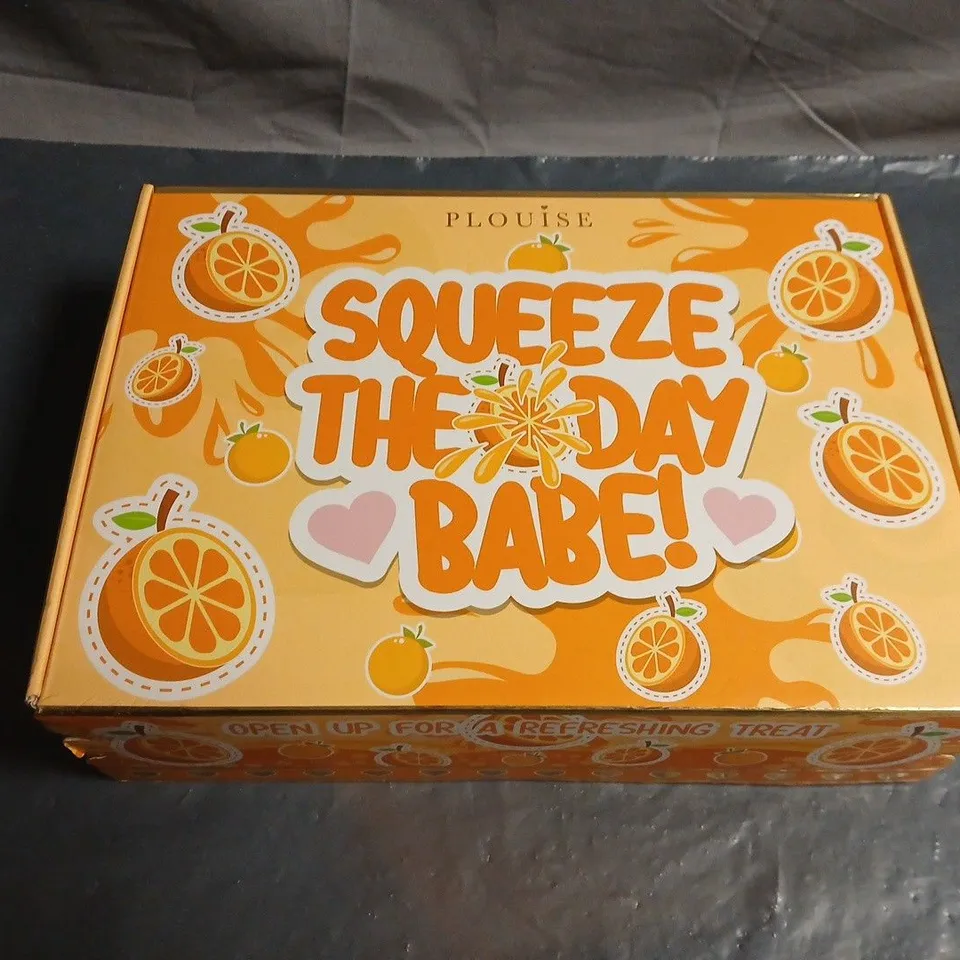 PLOUISE
SQUEEZE
THE DAY
BABE!
OPEN UP FOR A REFRESHING TREAT